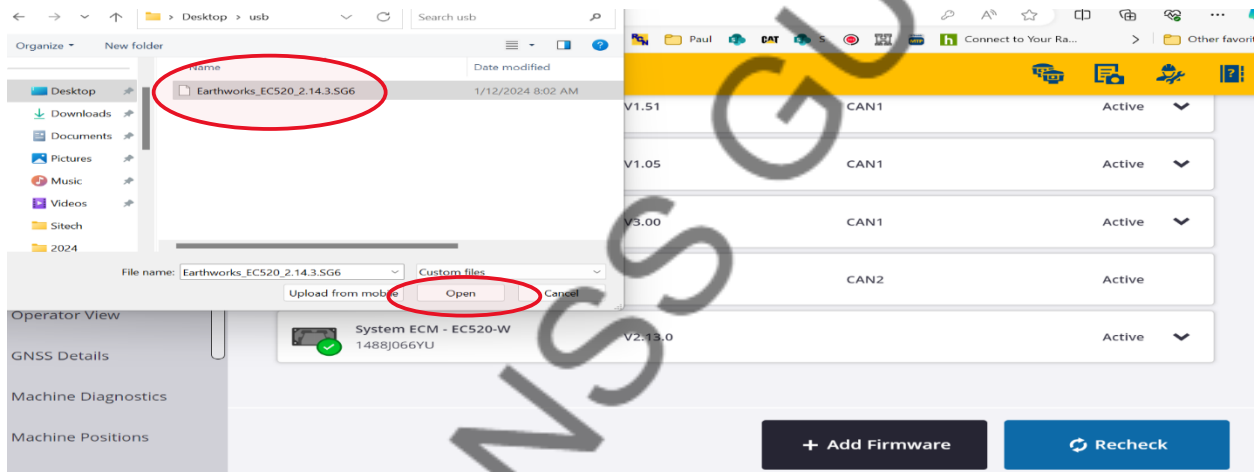 Desktop > usb
Search usb
Organize
New folder
Name
Date modified
Desktop
Earthworks_EC520_2.14.3.SG6
1/12/2024 8:02 AM
Downloads
Documents
Pictures
Music
Videos
Sitech
2024
File name:
Earthworks_EC520_2.14.3.SG6
Custom files
Upload from mobile
Open
Cancel
Paul
CAT
S
Connect to Your Ra...
Other favorit
V1.51
CAN1
Active
V1.05
CAN1
Active
V3.00
CAN1
Active
CAN2
Active
Operator View
GNSS Details
Machine Diagnostics
Machine Positions
System ECM - EC520-W
1488J066YU
V2.13.0
Active
+ Add Firmware
Recheck
NSS GU